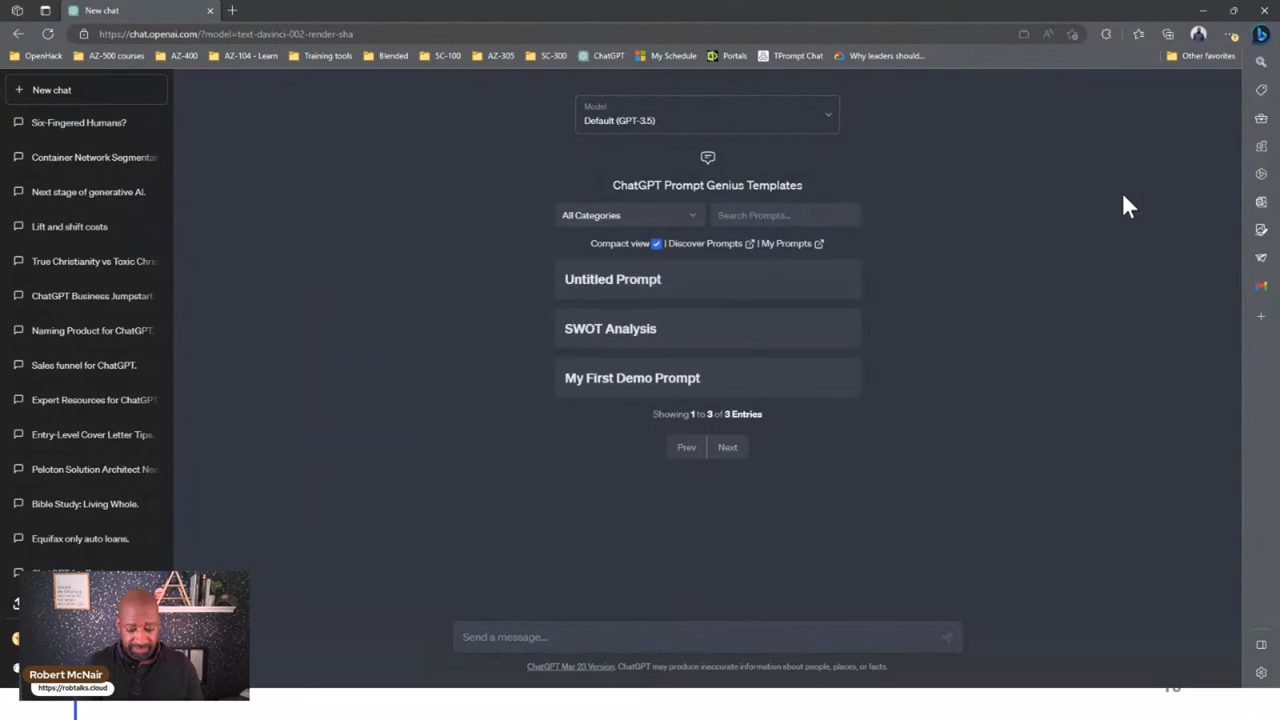 New chat
https://chat.openai.com/?model=text-davinci-002-render-sha
OpenHack
AZ-500 courses
AZ-400
AZ-104 - Learn
Training tools
Blended
SC-100
AZ-305
SC-300
ChatGPT
My Schedule
Portals
TPrompt Chat
Why leaders should...
Other favorites
+ New chat
Six-Fingered Humans?
Container Network Segmentat
Next stage of generative AI.
Lift and shift costs
True Christianity vs Toxic Chris
ChatGPT Business Jumpstart
Naming Product for ChatGPT.
Sales funnel for ChatGPT.
Expert Resources for ChatGPT
Entry-Level Cover Letter Tips.
Peloton Solution Architect Ne
Bible Study: Living Whole.
Equifax only auto loans.
Model
Default (GPT-3.5)
ChatGPT Prompt Genius Templates
All Categories
Search Prompts...
Compact view | Discover Prompts | My Prompts
Untitled Prompt
SWOT Analysis
My First Demo Prompt
Showing 1 to 3 of 3 Entries
Prev
Next
Send a message...
ChatGPT Mar 23 Version. ChatGPT may produce inaccurate information about people, places, or facts.
Robert McNair
https://robtalks.cloud